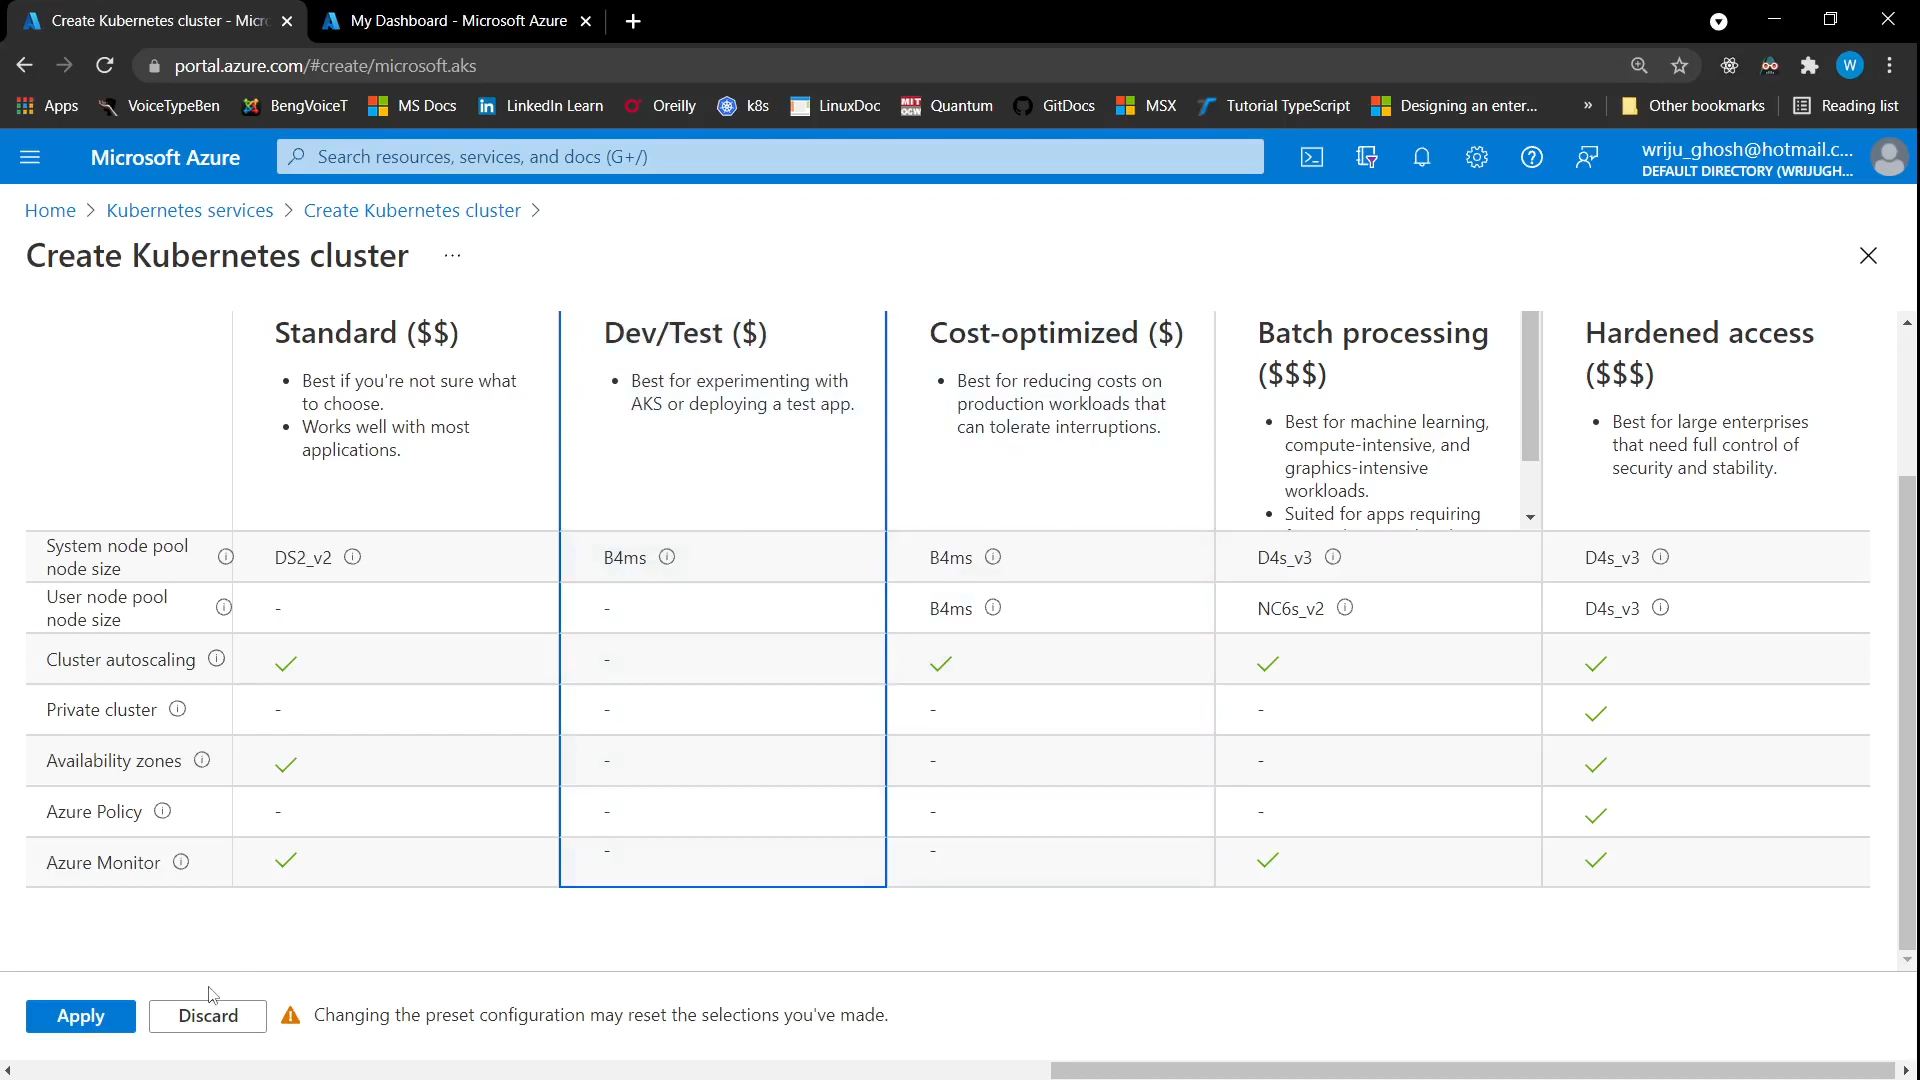 Create Kubernetes cluster - Micro
My Dashboard - Microsoft Azure
portal.azure.com/#create/microsoft.aks
W
Apps
VoiceTypeBen
BengVoiceT
MS Docs
LinkedIn Learn
Oreilly
k8s
LinuxDoc
MIT
OCW
Quantum
GitDocs
MSX
Tutorial TypeScript
Designing an enter...
»
Other bookmarks
Reading list
Microsoft Azure
Search resources, services, and docs (G+/)
wriju_ghosh@hotmail.c...
DEFAULT DIRECTORY (WRIJUGH...
Home > Kubernetes services > Create Kubernetes cluster >
Create Kubernetes cluster ...
Standard ($$)
• Best if you're not sure what
to choose.
• Works well with most
applications.
Dev/Test ($)
• Best for experimenting with
AKS or deploying a test app.
Cost-optimized ($)
• Best for reducing costs on
production workloads that
can tolerate interruptions.
Batch processing
($$$)
• Best for machine learning,
compute-intensive, and
graphics-intensive
workloads.
• Suited for apps requiring
Hardened access
($$$)
• Best for large enterprises
that need full control of
security and stability.
System node pool
node size
DS2_v2
B4ms
B4ms
D4s_v3
D4s_v3
User node pool
node size
-
-
B4ms
NC6s_v2
D4s_v3
Cluster autoscaling
✓
-
✓
✓
✓
Private cluster
-
-
-
-
✓
Availability zones
✓
-
-
-
✓
Azure Policy
-
-
-
-
✓
Azure Monitor
✓
-
-
✓
✓
Apply
Discard
Changing the preset configuration may reset the selections you've made.